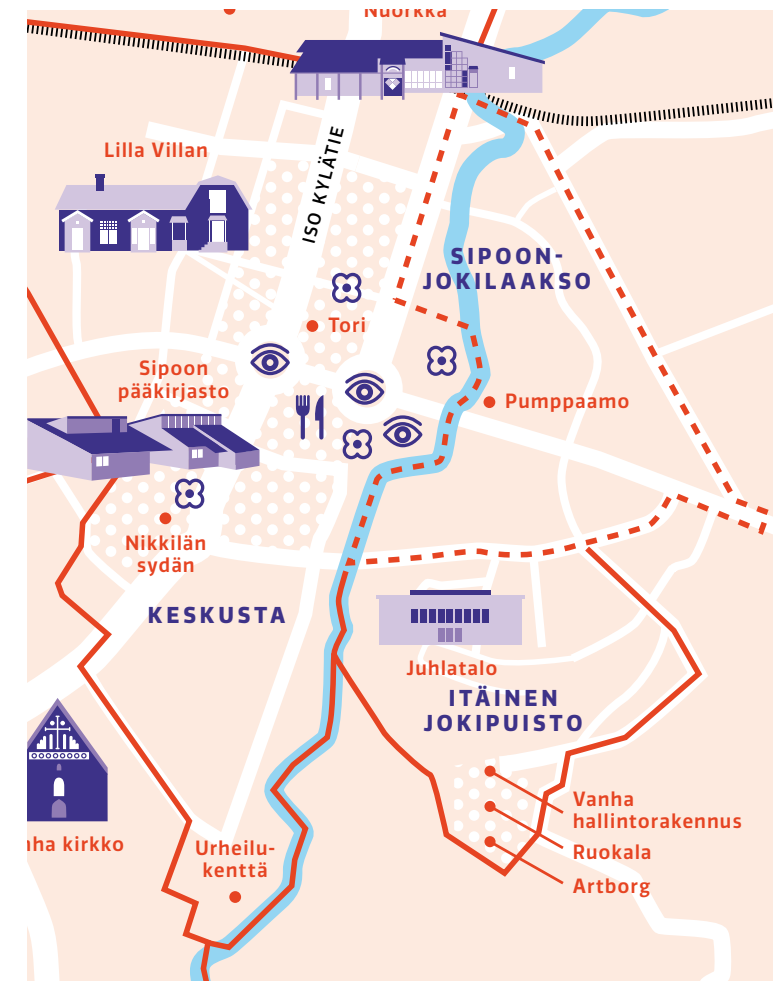 Nuorkka
Lilla Villan
ISO KYLÄTIE
SIPOON-
JOKILAAKSO
Tori
Sipoon
pääkirjasto
Pumppaamo
Nikkilän
sydän
KESKUSTA
Juhlatalo
ITÄINEN
JOKIPUISTO
Vanha
hallintorakennus
kirkko
Urheilu-
kenttä
Ruokala
Artborg